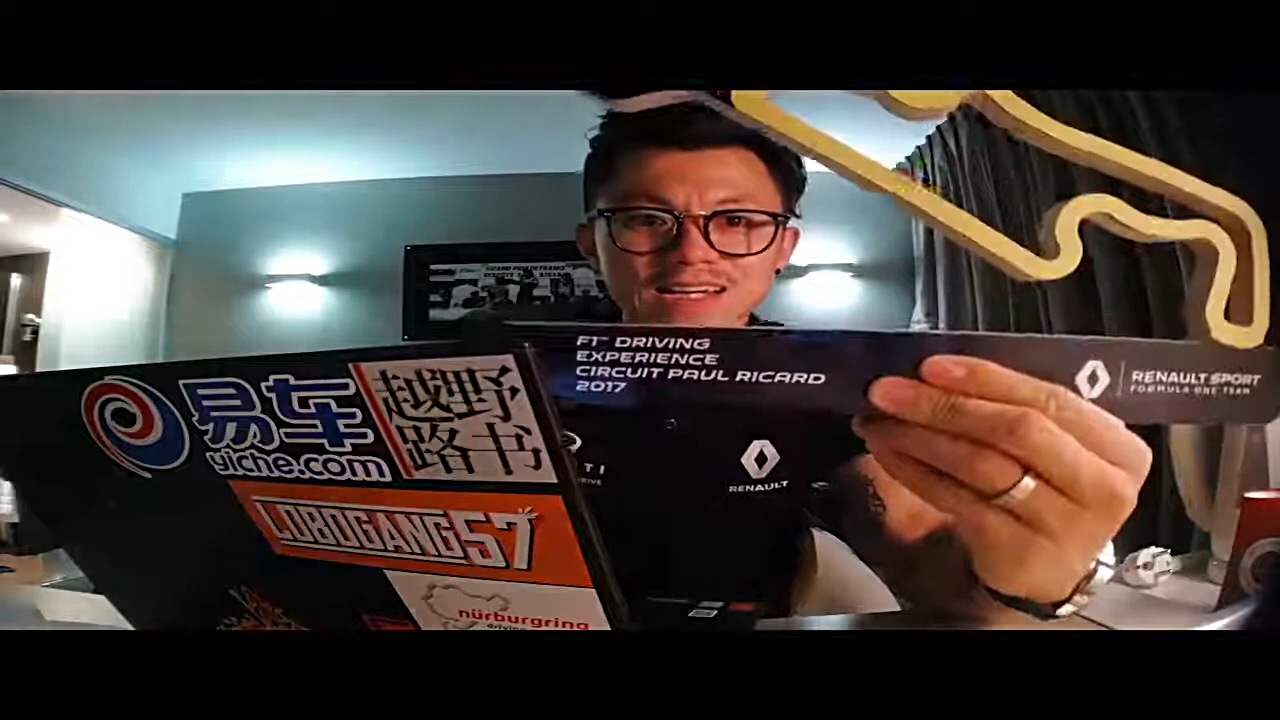 F1™ DRIVING
EXPERIENCE
CIRCUIT PAUL RICARD
2017
RENAULT SPORT
FORMULA ONE TEAM
易车
yiche.com
越野
路书
RENAULT
LOBOGANG57
nürburgring